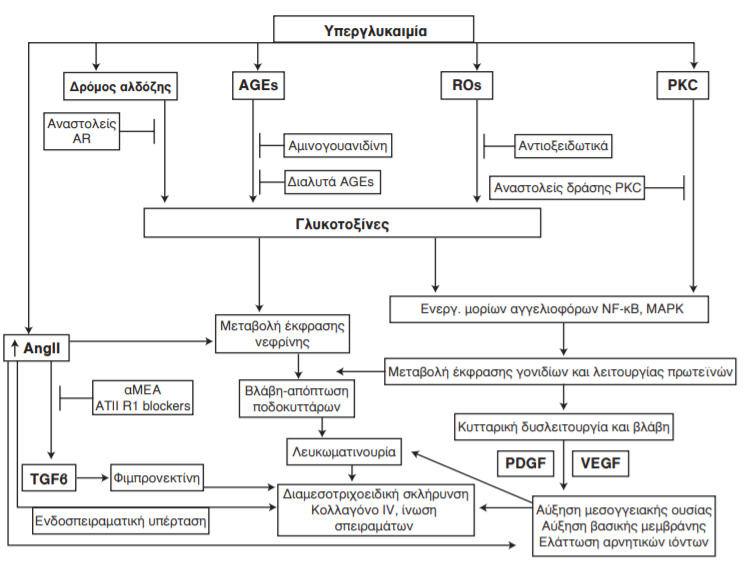 Υπεργλυκαιμία
Δρόμος αλδόζης
AGEs
ROs
PKC
Αναστολείς
AR
Αμινογουανιδίνη
Αντιοξειδωτικά
Διαλυτά AGEs
Αναστολείς δράσης PKC
Γλυκοτοξίνες
Ενεργ. μορίων αγγελιοφόρων NF-κB, MAPK
Μεταβολή έκφρασης
νεφρίνης
↑ AngII
Μεταβολή έκφρασης γονιδίων και λειτουργίας πρωτεϊνών
αΜΕΑ
ATII R1 blockers
Βλάβη-απόπτωση
ποδοκυττάρων
Κυτταρική δυσλειτουργία και βλάβη
Λευκωματινουρία
PDGF
VEGF
TGFβ
Φιμπρονεκτίνη
Διαμεσοτριχοειδική σκλήρυνση
Κολλαγόνο IV, ίνωση
σπειραμάτων
Αύξηση μεσογγειακής ουσίας
Αύξηση βασικής μεμβράνης
Ελάττωση αρνητικών ιόντων
Ενδοσπειραματική υπέρταση